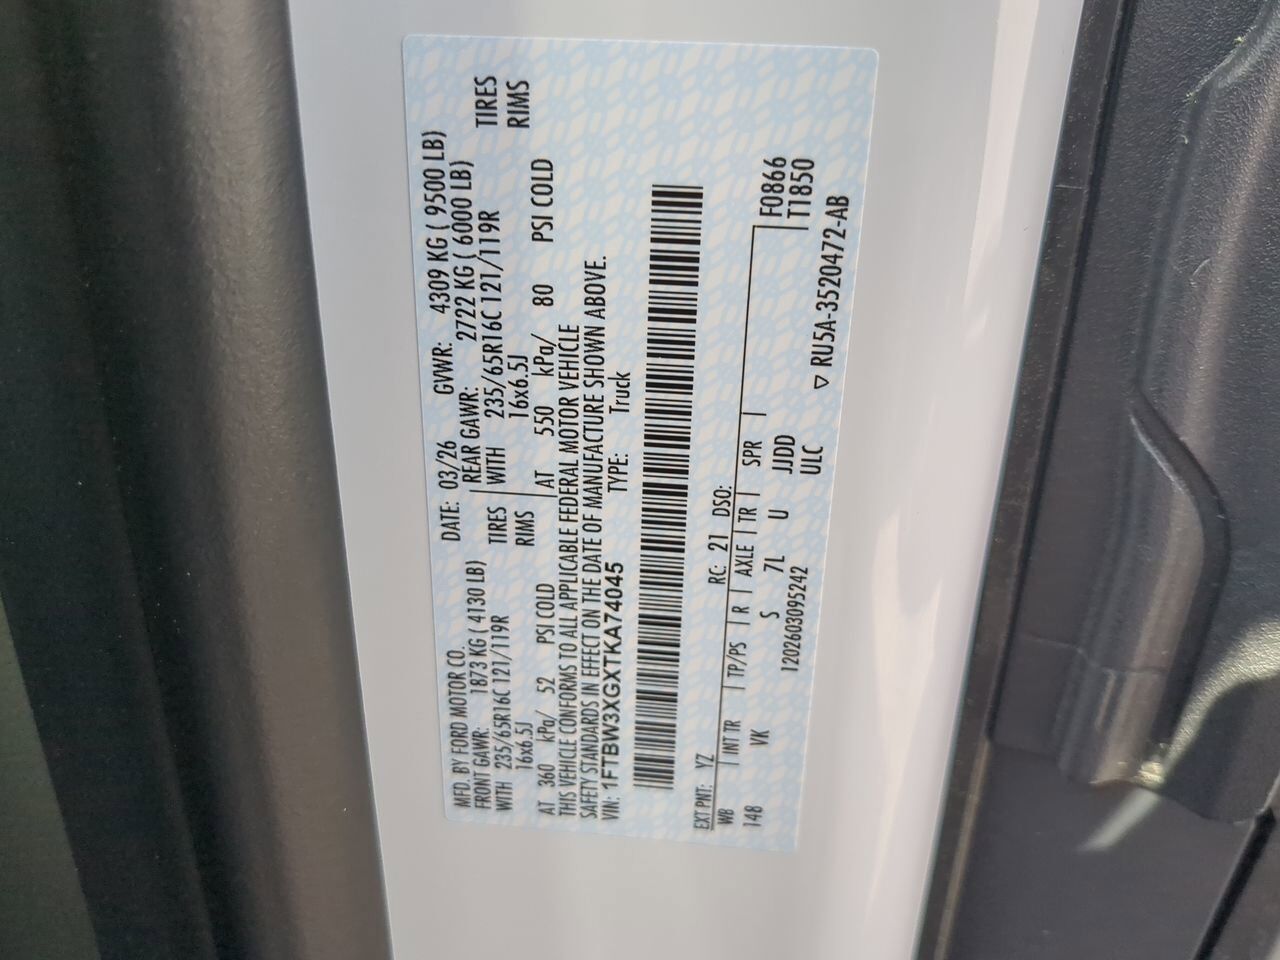 MFD. BY FORD MOTOR CO. DATE: 03/26 GVWR: 4309 KG ( 9500 LB)
FRONT GAWR: 1873 KG ( 4130 LB) REAR GAWR: 2722 KG ( 6000 LB)
WITH 235/65R16C 121/119R TIRES WITH 235/65R16C 121/119R TIRES
16x6.5J RIMS 16x6.5J RIMS
AT 360 kPa/ 52 PSI COLD AT 550 kPa/ 80 PSI COLD
THIS VEHICLE CONFORMS TO ALL APPLICABLE FEDERAL MOTOR VEHICLE
SAFETY STANDARDS IN EFFECT ON THE DATE OF MANUFACTURE SHOWN ABOVE.
VIN: 1FTBW3XGXTKA74045 TYPE: Truck
EXT PNT: YZ RC: 21 DSO:
WB INT TR TP/PS R AXLE TR SPR F0866
148 VK S 7L U JJDD T1850
1202603095242 ULC
▽ RU5A-3520472-AB